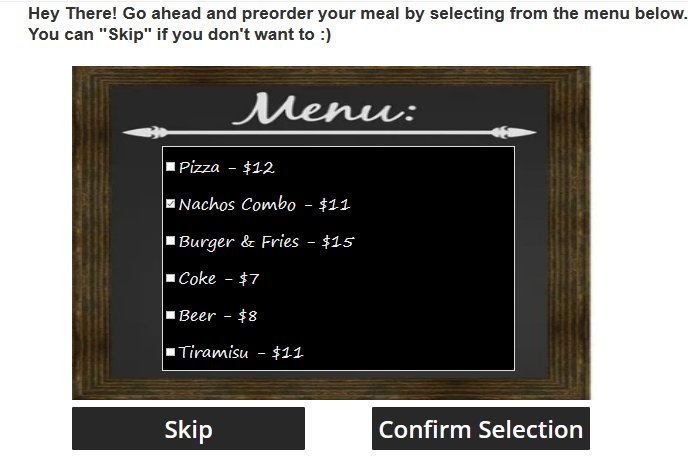 Hey There! Go ahead and preorder your meal by selecting from the menu below.
You can "Skip" if you don't want to :)
Menu:
Pizza - $12
Nachos Combo - $11
Burger & Fries - $15
Coke - $7
Beer - $8
Tiramisu - $11
Skip
Confirm Selection